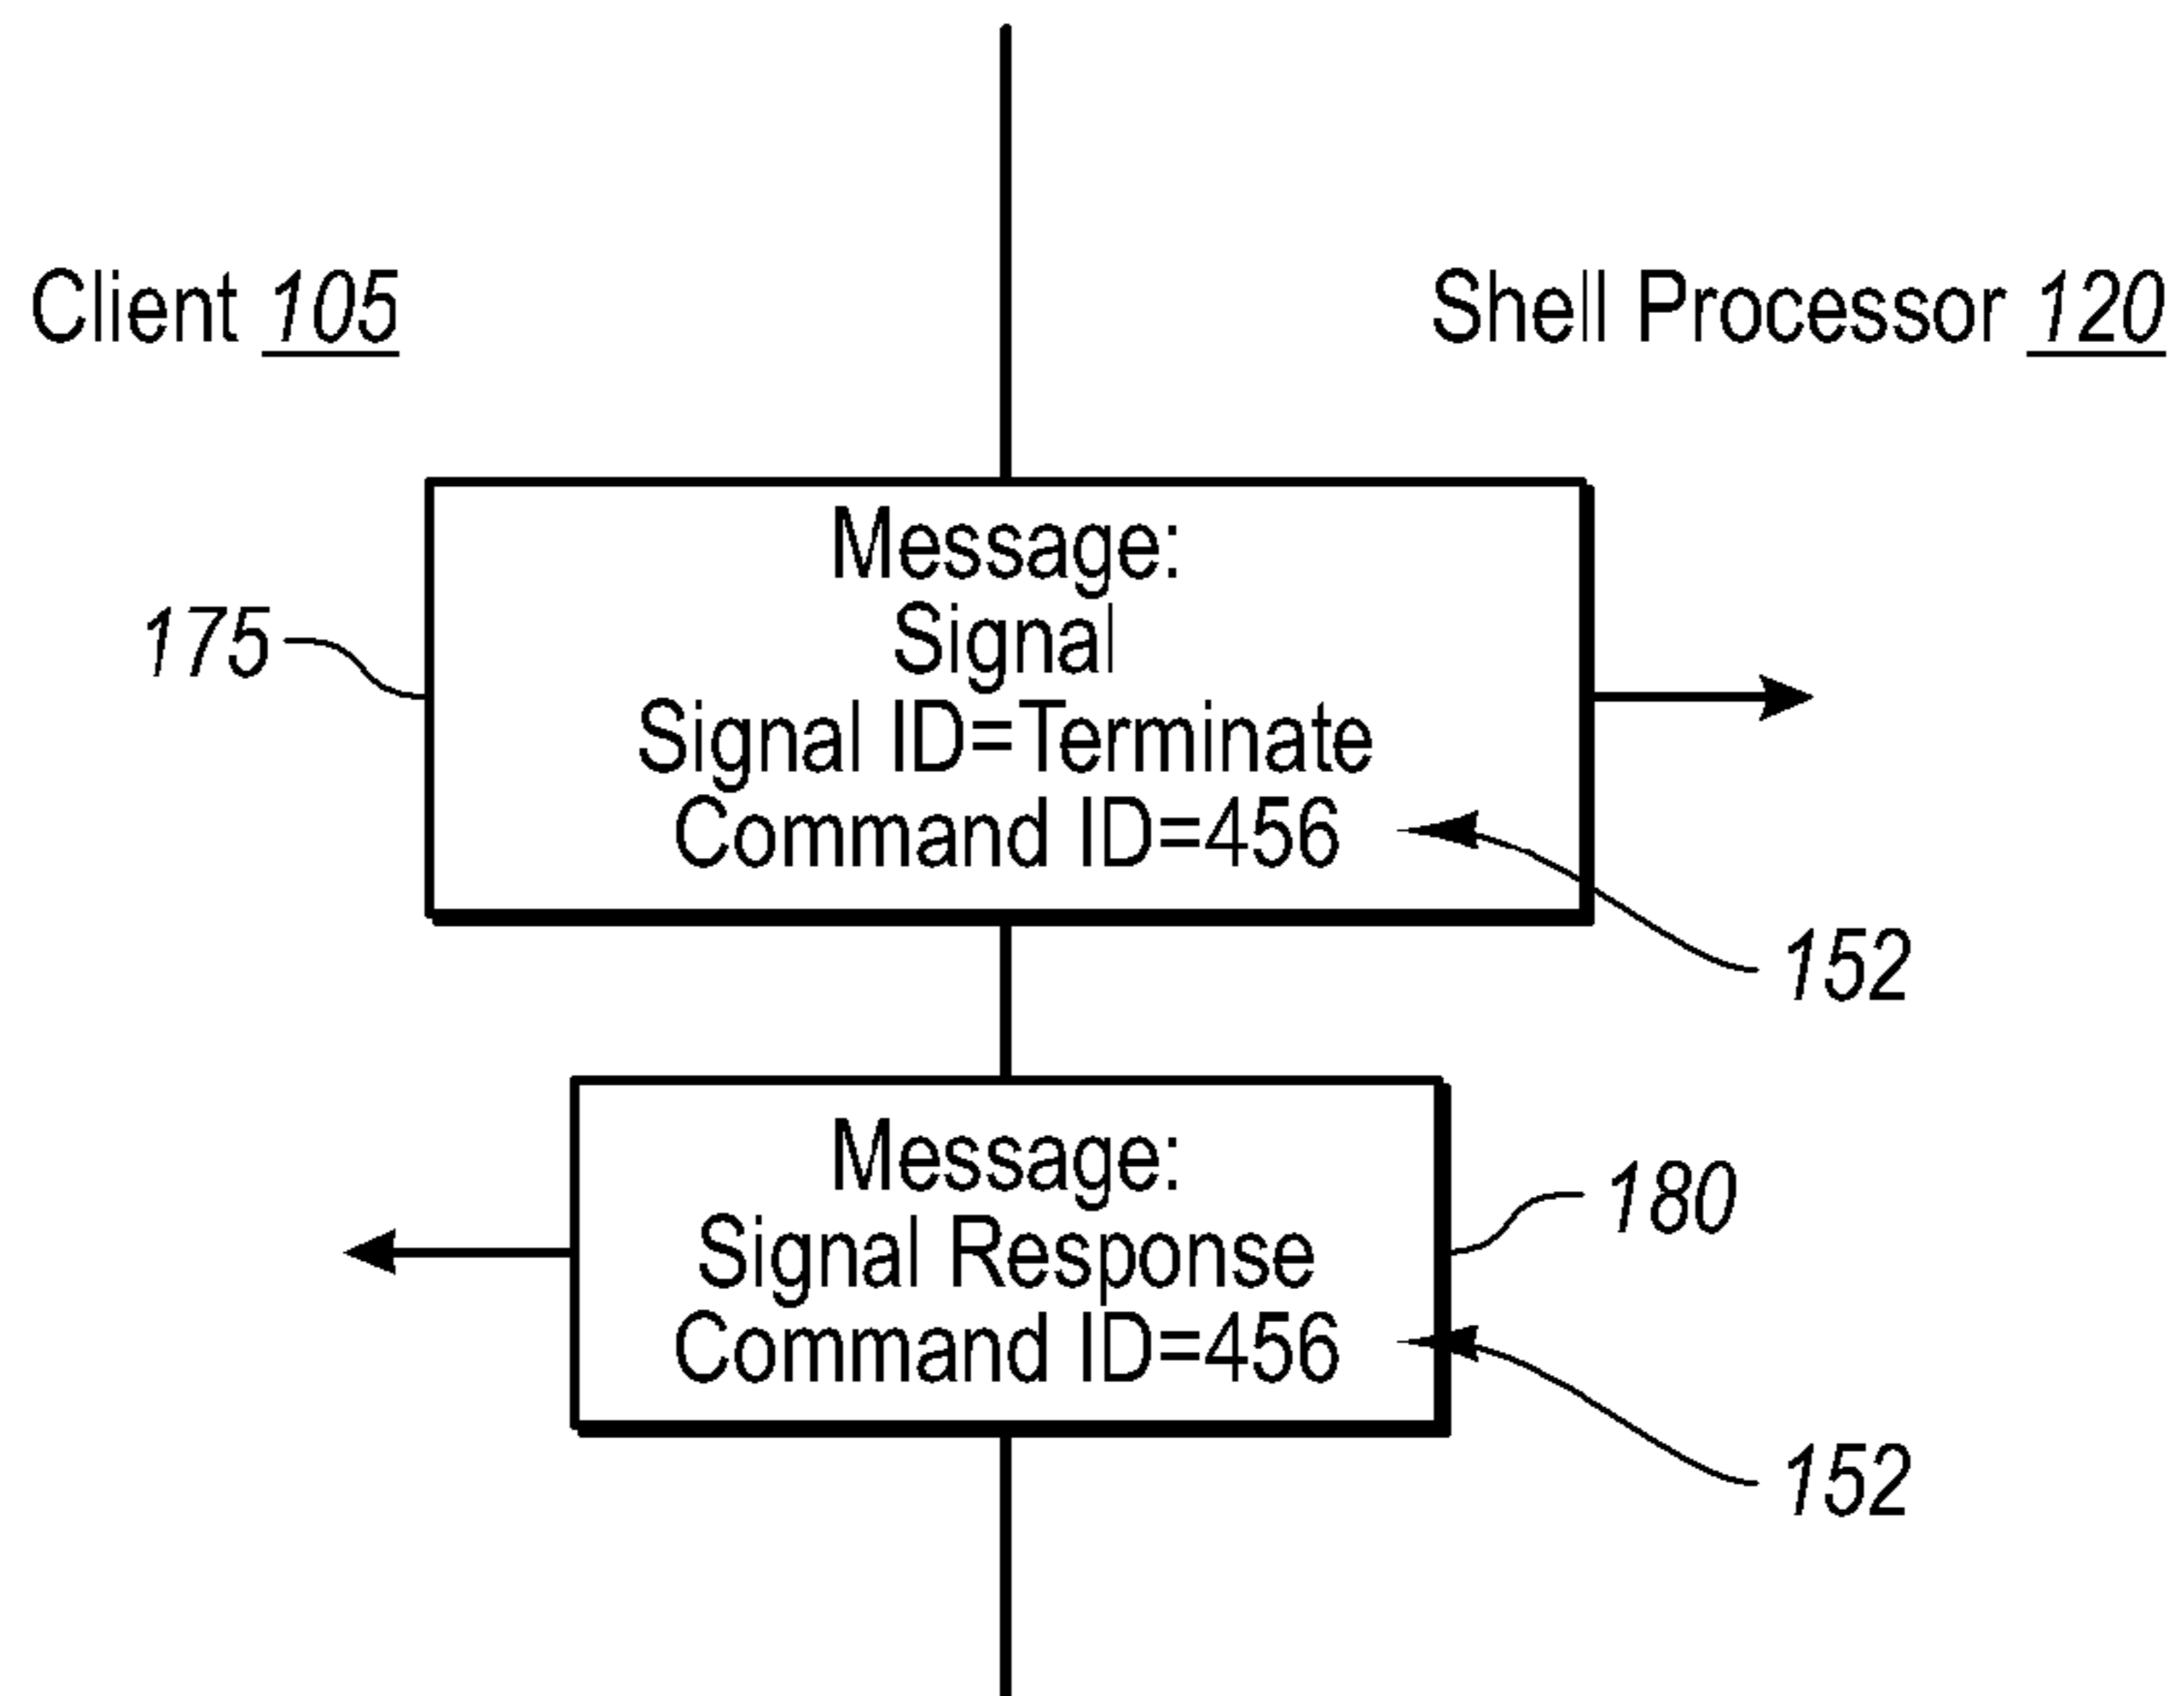 Client 105
Shell Processor 120
Message:
Signal
175
Signal ID=Terminate
Command ID=456
152
Message:
180
Signal Response
Command ID=456
152